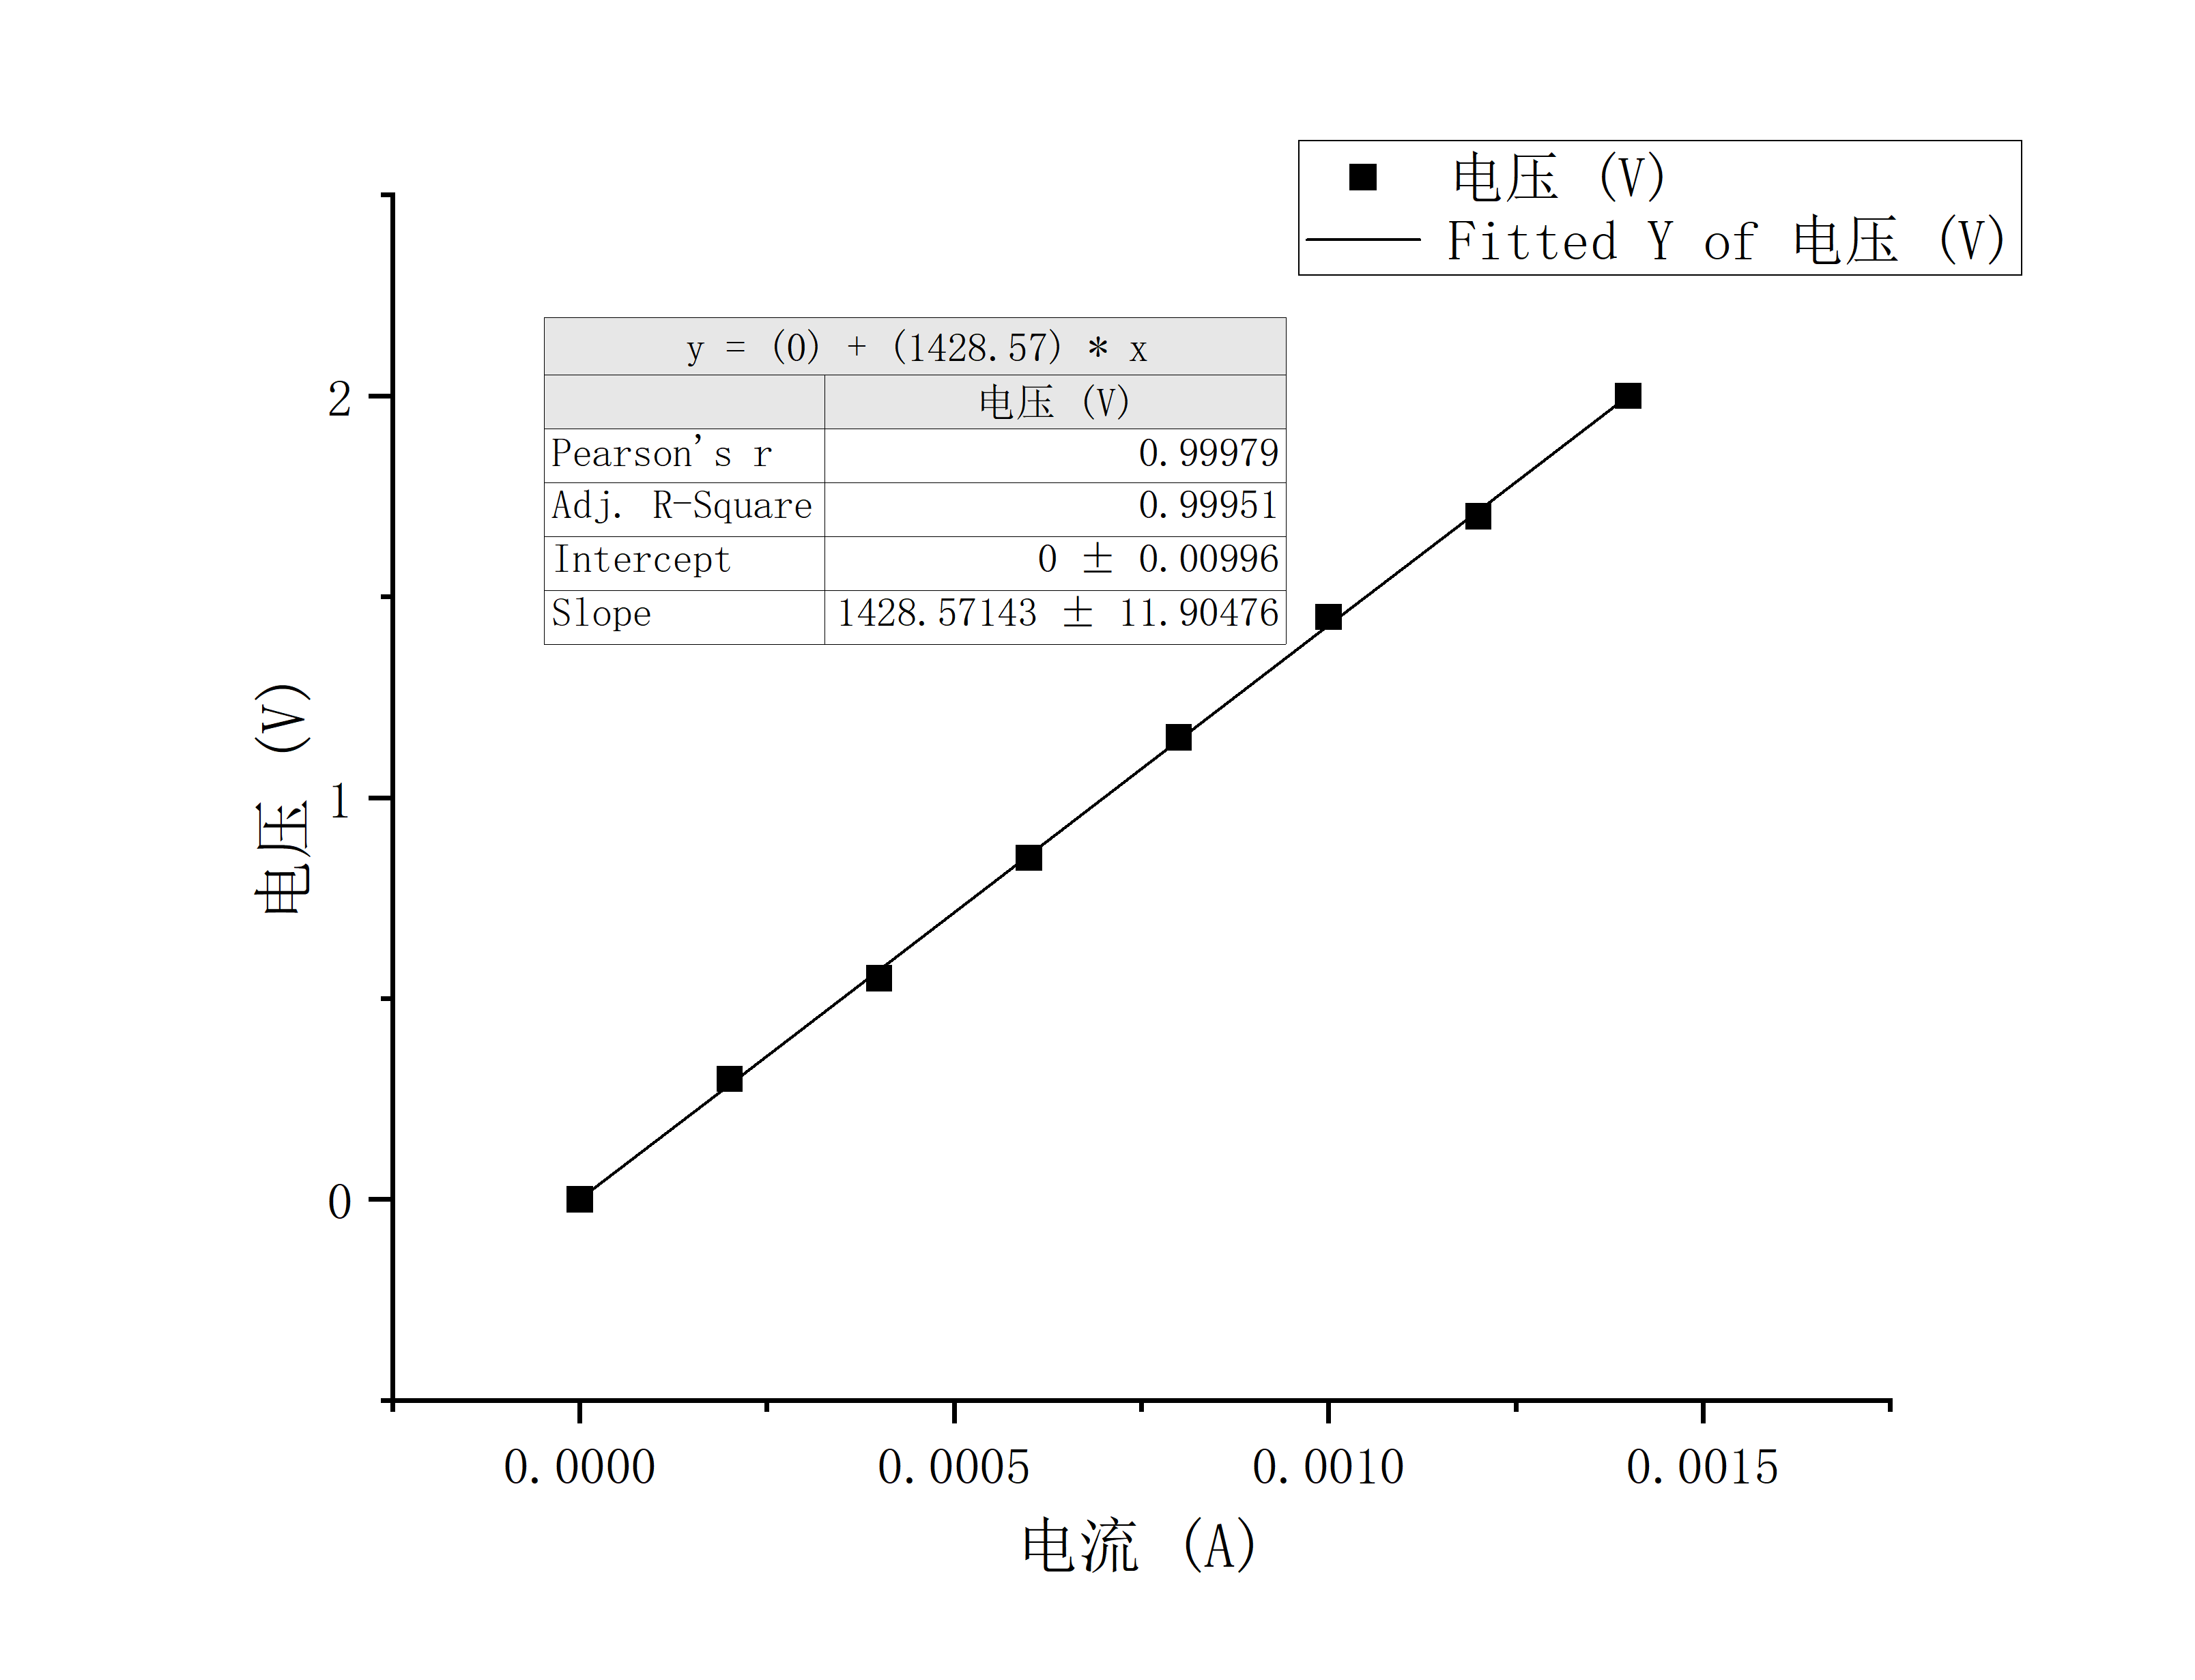 电压 (V)
Fitted Y of 电压 (V)
y = (0) + (1428.57) * x
电压 (V)
Pearson's r 0.99979
Adj. R-Square 0.99951
Intercept 0 ± 0.00996
Slope 1428.57143 ± 11.90476
2
1
0
电压 (V)
0.0000 0.0005 0.0010 0.0015
电流 (A)